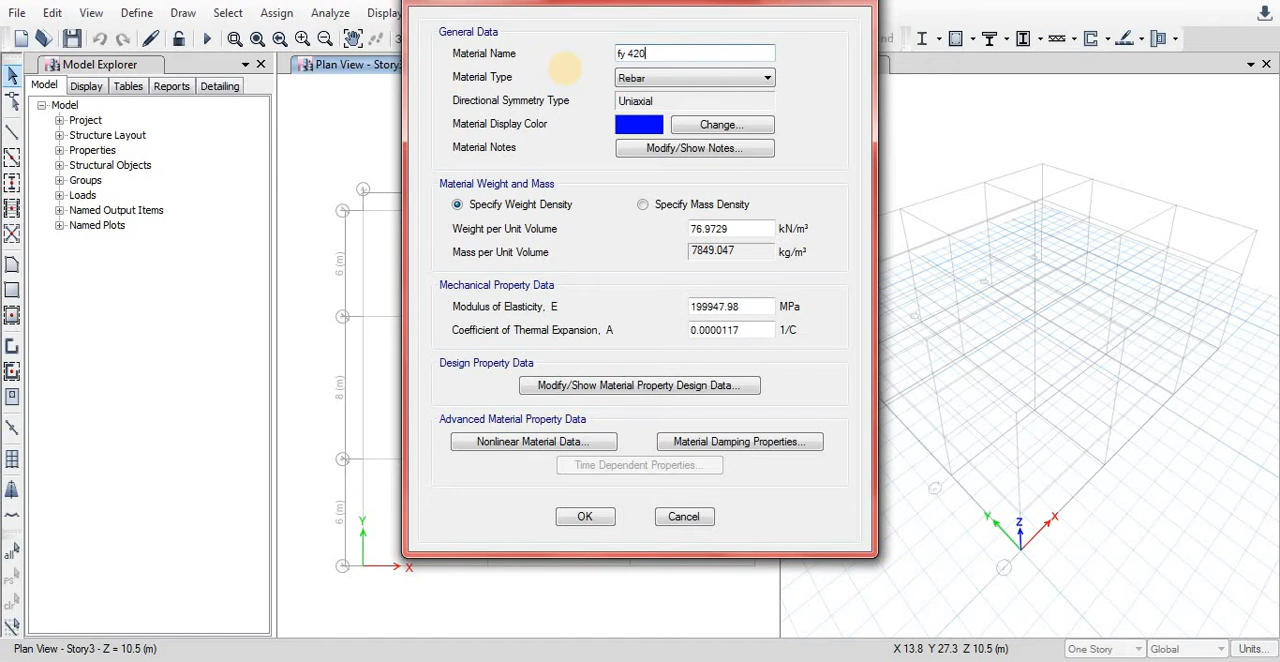 File Edit View Define Draw Select Assign Analyze Display
Model Explorer
Plan View - Story3
Model Display Tables Reports Detailing
Model
Project
Structure Layout
Properties
Structural Objects
Groups
Loads
Named Output Items
Named Plots
General Data
Material Name fy 420
Material Type Rebar
Directional Symmetry Type Uniaxial
Material Display Color Change...
Material Notes Modify/Show Notes...
Material Weight and Mass
Specify Weight Density Specify Mass Density
Weight per Unit Volume 76.9729 kN/m³
Mass per Unit Volume 7849.047 kg/m³
Mechanical Property Data
Modulus of Elasticity, E 199947.98 MPa
Coefficient of Thermal Expansion, A 0.0000117 1/C
Design Property Data
Modify/Show Material Property Design Data...
Advanced Material Property Data
Nonlinear Material Data... Material Damping Properties...
Time Dependent Properties...
OK Cancel
6 (m)
8 (m)
6 (m)
Y
X
Y Z X
all
PS
clr
Plan View - Story3 - Z = 10.5 (m) X 13.8 Y 27.3 Z 10.5 (m) One Story Global Units...